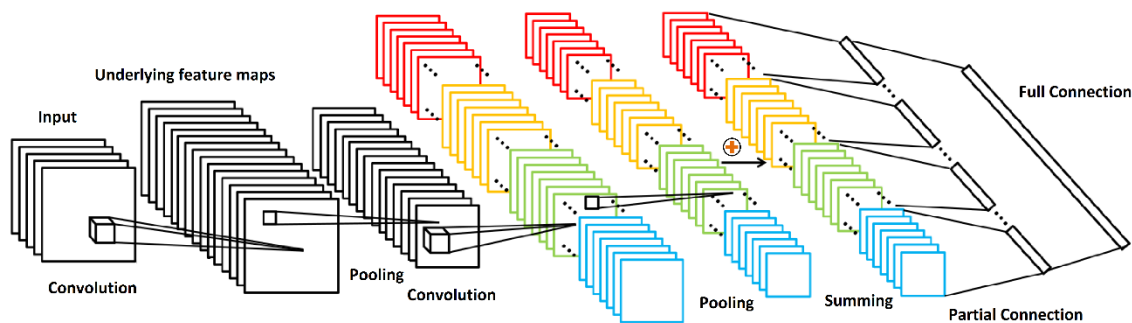 Underlying feature maps
Input
Full Connection
Convolution
Pooling
Convolution
Pooling
Summing
Partial Connection